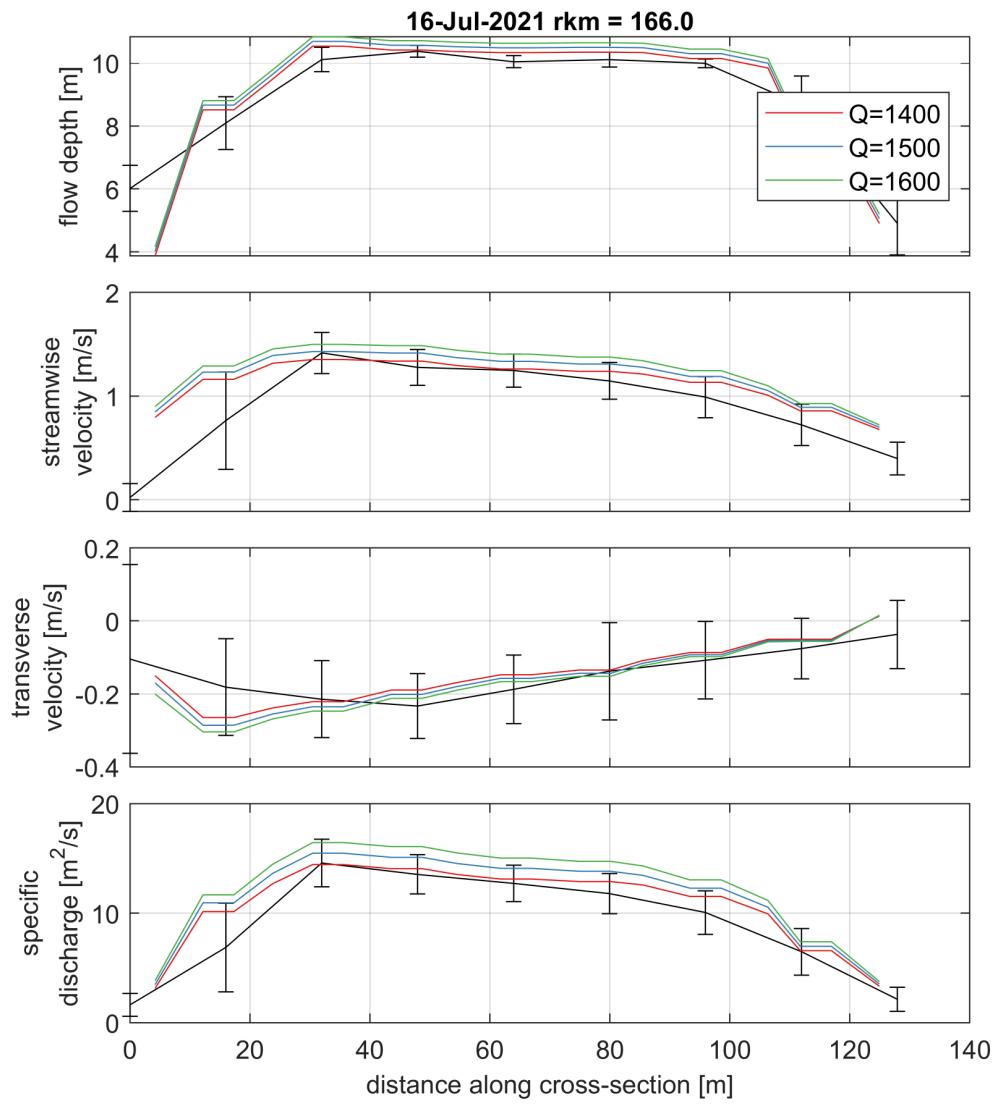 16-Jul-2021 rkm = 166.0
flow depth [m]
10
8
6
4
Q=1400
Q=1500
Q=1600
streamwise
velocity [m/s]
2
1
0
transverse
velocity [m/s]
0.2
0
-0.2
-0.4
specific
discharge [m²/s]
20
10
0
0 20 40 60 80 100 120 140
distance along cross-section [m]